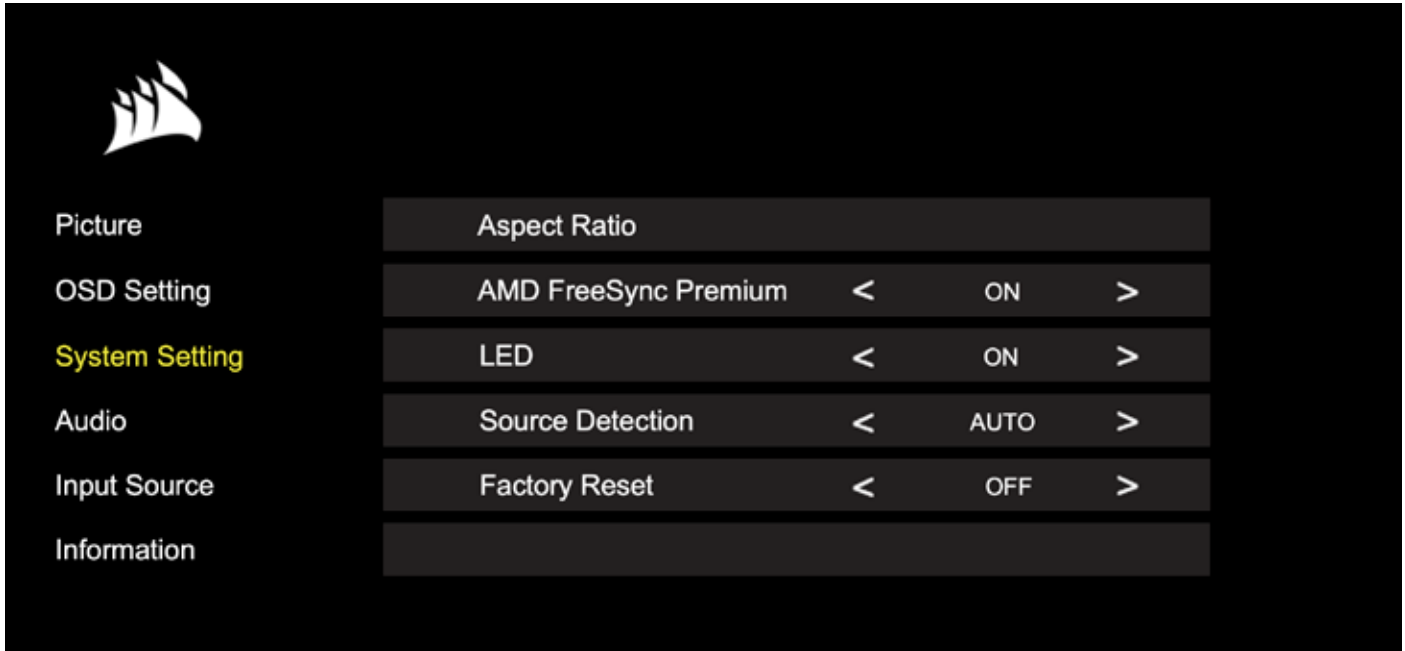 Picture
Aspect Ratio
OSD Setting
AMD FreeSync Premium < ON >
System Setting
LED < ON >
Audio
Source Detection < AUTO >
Input Source
Factory Reset < OFF >
Information